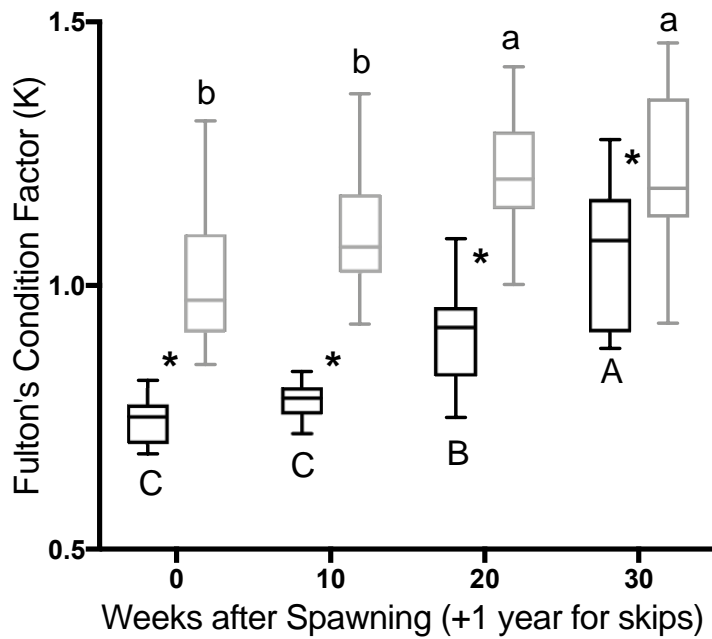 Fulton's Condition Factor (K)
1.5
1.0
0.5
b
b
a
a
*
*
*
*
C
C
B
A
0
10
20
30
Weeks after Spawning (+1 year for skips)